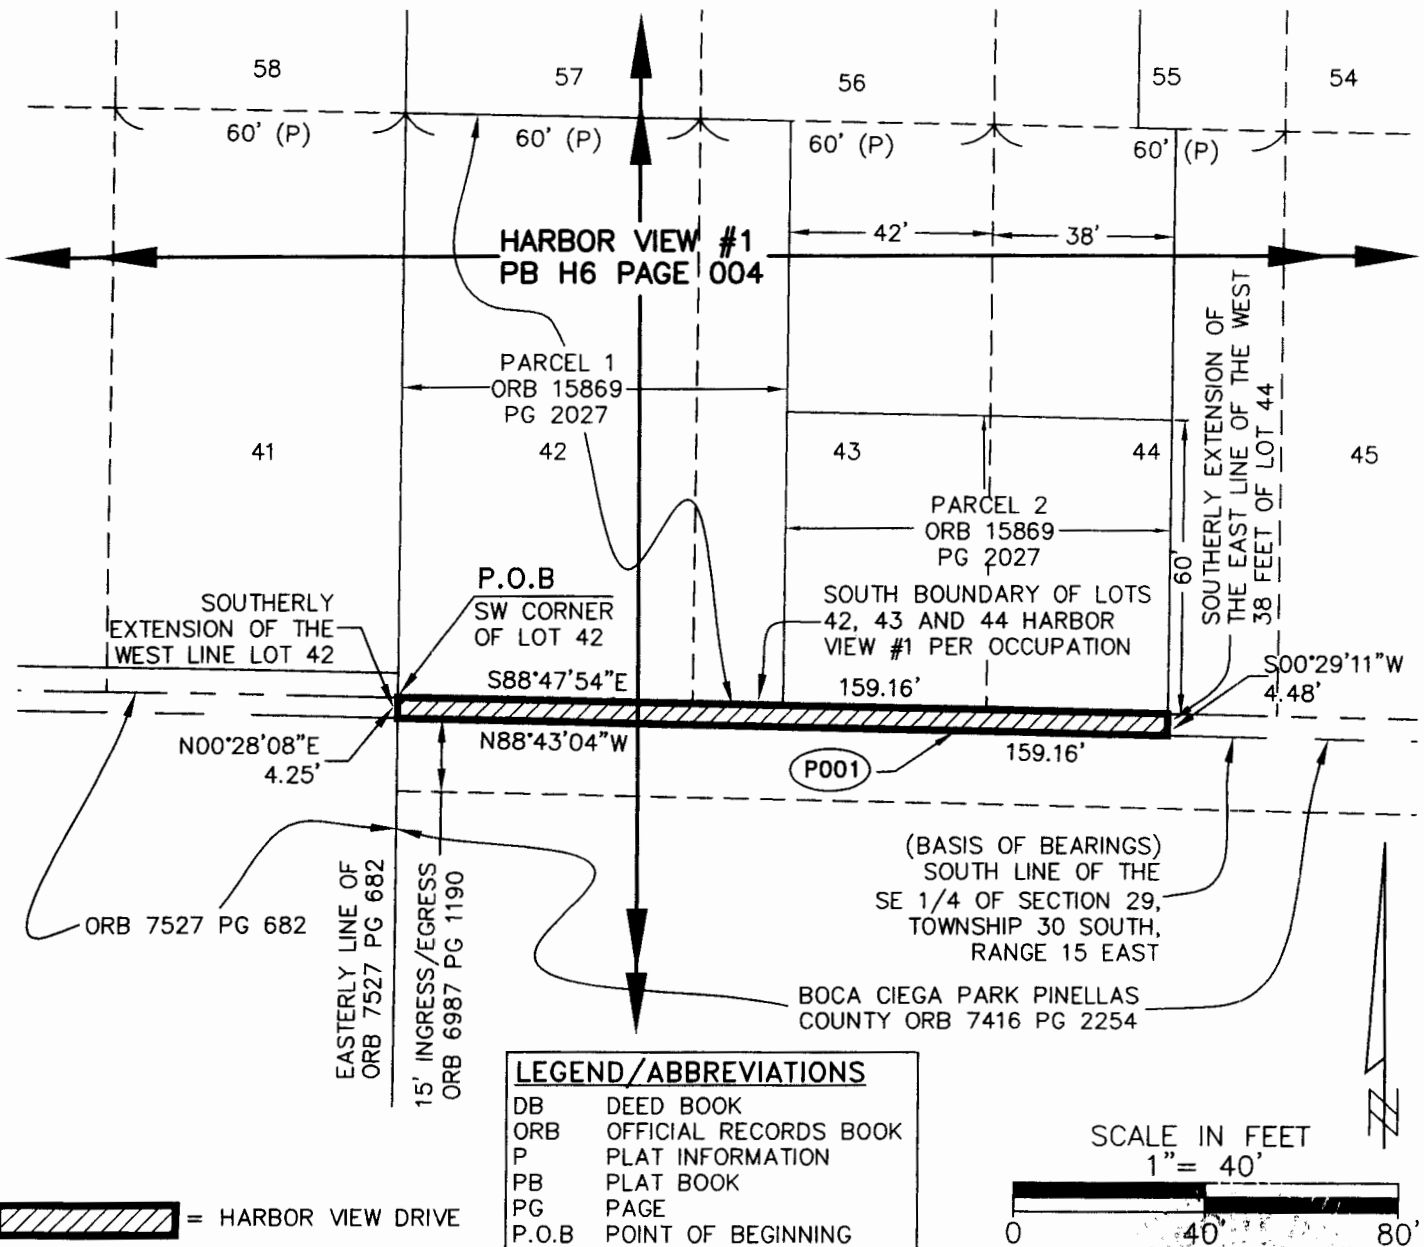 58
57
56
55
54
60' (P)
60' (P)
60' (P)
60' (P)
42'
38'
HARBOR VIEW #1
PB H6 PAGE 004
PARCEL 1
ORB 15869
PG 2027
41
42
43
44
45
PARCEL 2
ORB 15869
PG 2027
60'
SOUTHERLY EXTENSION OF
THE EAST LINE OF THE WEST
38 FEET OF LOT 44
P.O.B
SW CORNER
OF LOT 42
SOUTHERLY
EXTENSION OF THE
WEST LINE LOT 42
SOUTH BOUNDARY OF LOTS
42, 43 AND 44 HARBOR
VIEW #1 PER OCCUPATION
S88°47'54"E
159.16'
S00°29'11"W
4.48'
N00°28'08"E
4.25'
N88°43'04"W
159.16'
P001
(BASIS OF BEARINGS)
SOUTH LINE OF THE
SE 1/4 OF SECTION 29,
TOWNSHIP 30 SOUTH,
RANGE 15 EAST
ORB 7527 PG 682
EASTERLY LINE OF
ORB 7527 PG 682
15' INGRESS/EGRESS
ORB 6987 PG 1190
BOCA CIEGA PARK PINELLAS
COUNTY ORB 7416 PG 2254
LEGEND/ABBREVIATIONS
DB DEED BOOK
ORB OFFICIAL RECORDS BOOK
P PLAT INFORMATION
PB PLAT BOOK
PG PAGE
P.O.B POINT OF BEGINNING
= HARBOR VIEW DRIVE
N
SCALE IN FEET
1"= 40'
0 40' 80'